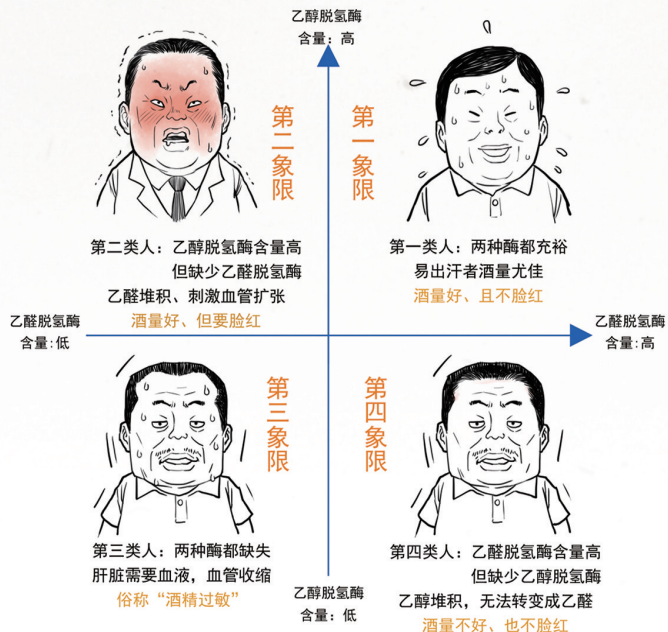 乙醇脱氢酶
含量：高
第二象限
第一象限
第二类人：乙醇脱氢酶含量高
但缺少乙醛脱氢酶
乙醛堆积、刺激血管扩张
酒量好、但要脸红
第一类人：两种酶都充裕
易出汗者酒量尤佳
酒量好、且不脸红
乙醛脱氢酶
含量：低
乙醛脱氢酶
含量：高
第三象限
第四象限
第三类人：两种酶都缺失
肝脏需要血液，血管收缩
俗称“酒精过敏”
第四类人：乙醛脱氢酶含量高
但缺少乙醇脱氢酶
乙醇堆积，无法转变成乙醛
酒量不好、也不脸红
乙醇脱氢酶
含量：低